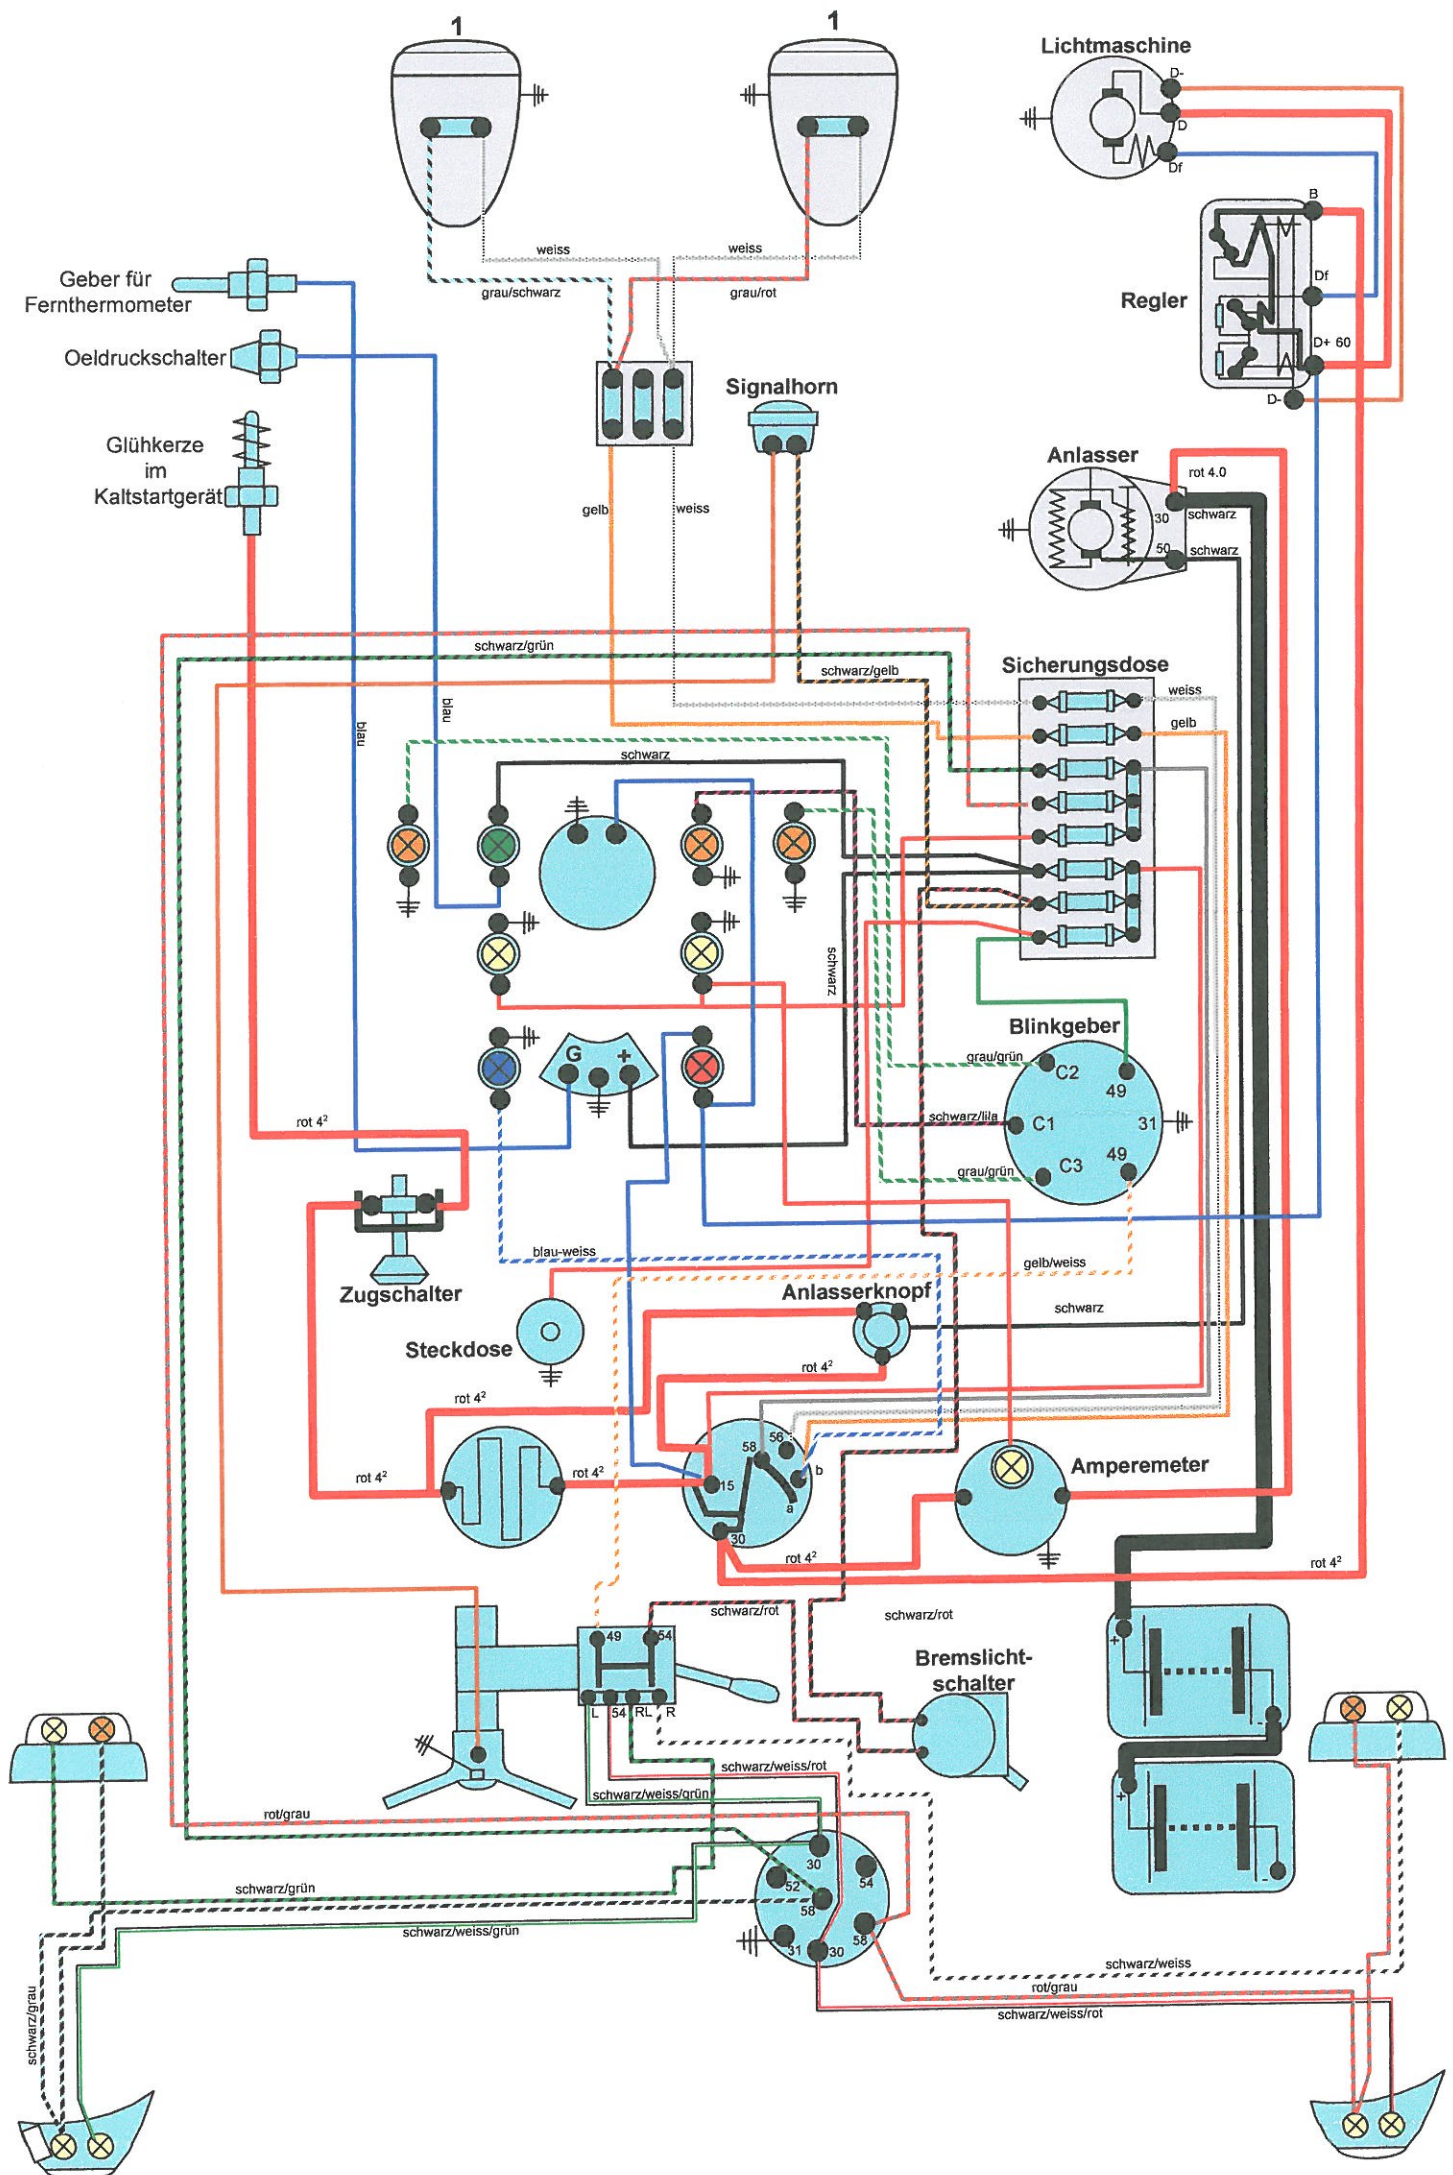 1
1
Lichtmaschine
D-
D
Df
B
weiss
weiss
Geber für
Fernthermometer
grau/schwarz
grau/rot
Df
Regler
D+ 60
Oeldruckschalter
Signalhorn
D-
Glühkerze
im
Kaltstartgerät
Anlasser
rot 4.0
30
schwarz
50
schwarz
gelb
weiss
schwarz/grün
Sicherungsdose
schwarz/gelb
weiss
gelb
blau
blau
schwarz
schwarz
Blinkgeber
G
+
grau/grün
C2
49
schwarz/lila
C1
31
rot 4²
grau/grün
C3
49
blau-weiss
gelb/weiss
Zugschalter
Anlasserknopf
schwarz
Steckdose
rot 4²
rot 4²
58
56
b
Amperemeter
rot 4²
rot 4²
15
a
30
rot 4²
rot 4²
schwarz/rot
schwarz/rot
49
54
Bremslicht-
schalter
+
L
54
RL
R
-
schwarz/weiss/rot
schwarz/weiss/grün
+
rot/grau
30
52
54
-
schwarz/grün
58
schwarz/weiss/grün
31
30
58
schwarz/weiss
schwarz/grau
rot/grau
schwarz/weiss/rot